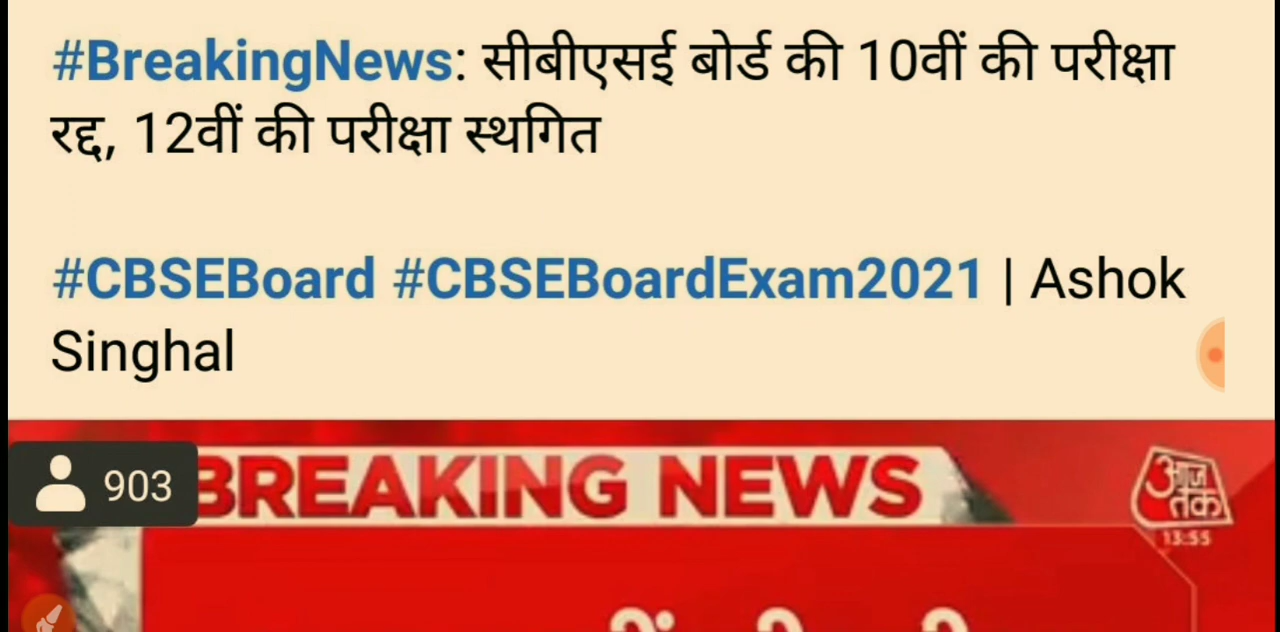 #BreakingNews: सीबीएसई बोर्ड की 10वीं की परीक्षा
रद्द, 12वीं की परीक्षा स्थगित
#CBSEBoard #CBSEBoardExam2021 | Ashok
Singhal
903
BREAKING NEWS
आज
तक
13:55